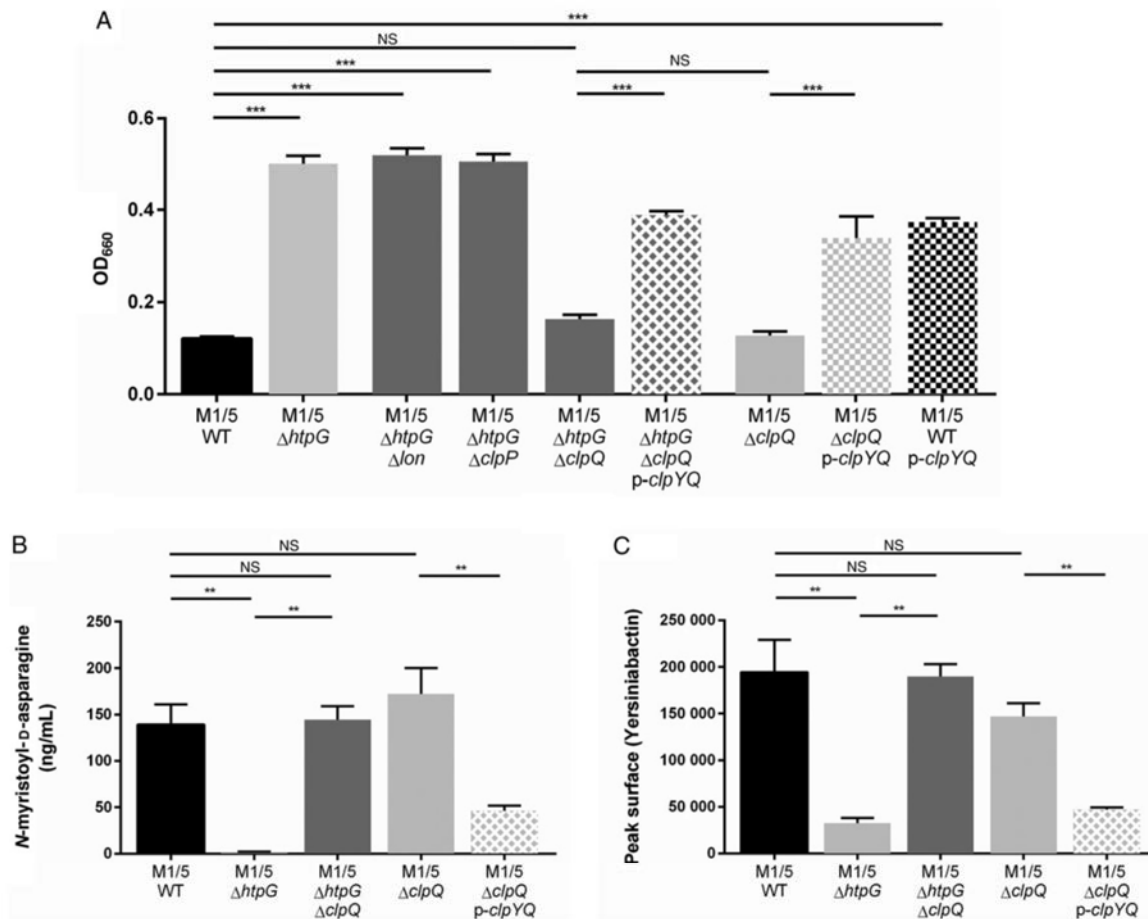 A
***
NS
***
NS
***
***
***
***
0.6
0.4
0.2
0.0
OD660
M1/5 WT
M1/5 ΔhtpG
M1/5 ΔhtpG Δlon
M1/5 ΔhtpG ΔclpP
M1/5 ΔhtpG ΔclpQ
M1/5 ΔhtpG ΔclpQ p-clpYQ
M1/5 ΔclpQ
M1/5 ΔclpQ p-clpYQ
M1/5 WT p-clpYQ
B
NS
NS
**
**
**
250
200
150
100
50
0
N-myristoyl-D-asparagine
(ng/mL)
M1/5 WT
M1/5 ΔhtpG
M1/5 ΔhtpG ΔclpQ
M1/5 ΔclpQ
M1/5 ΔclpQ p-clpYQ
C
NS
NS
**
**
**
250 000
200 000
150 000
100 000
50 000
0
Peak surface (Yersiniabactin)
M1/5 WT
M1/5 ΔhtpG
M1/5 ΔhtpG ΔclpQ
M1/5 ΔclpQ
M1/5 ΔclpQ p-clpYQ